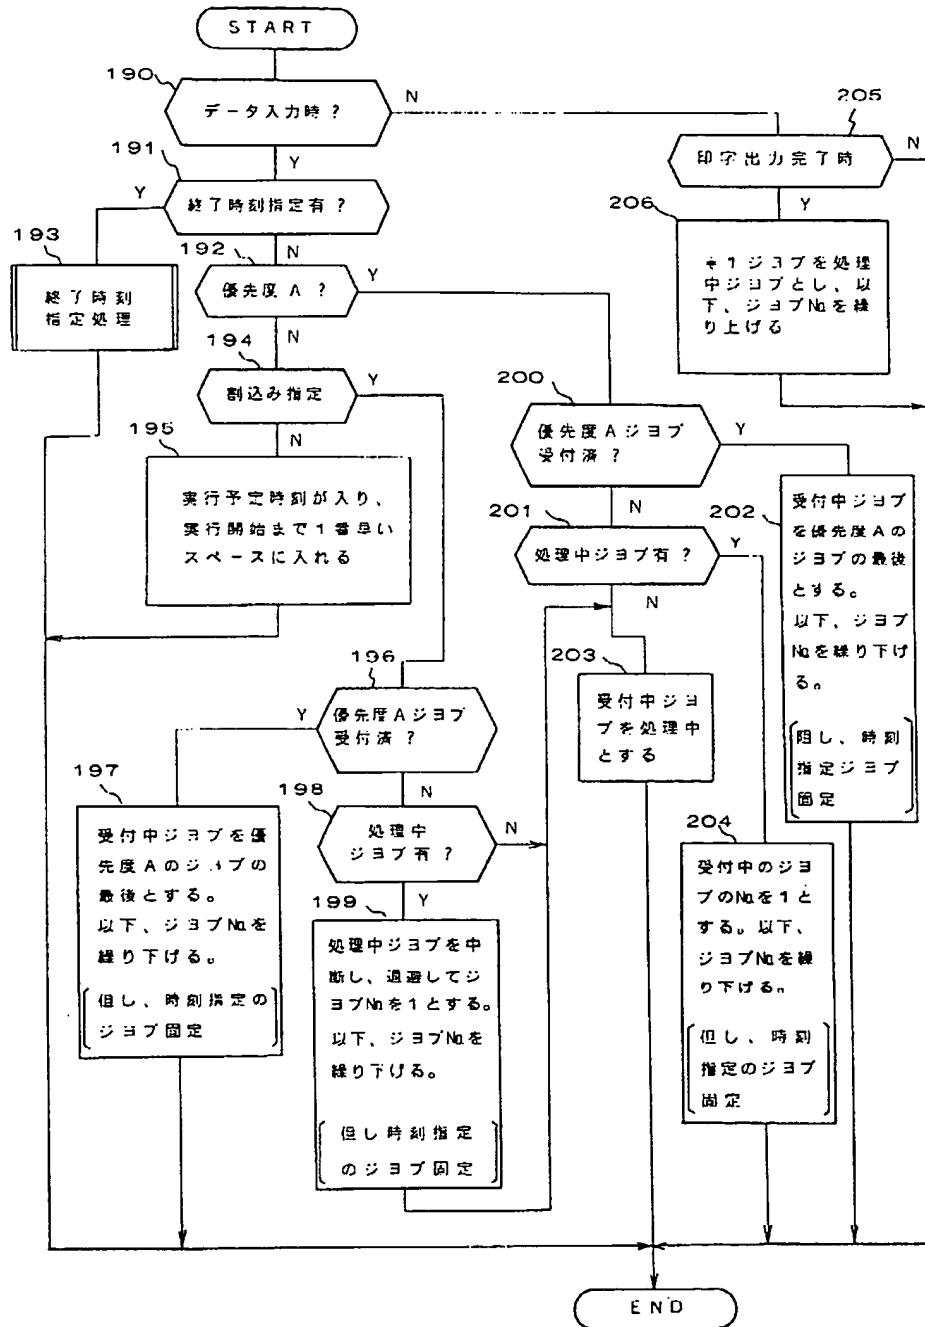 START
190
データ入力時?
N
Y
205
印字出力完了時
N
Y
191
終了時刻指定有?
Y
N
206
#1ジョブを処理
中ジョブとし、以
下、ジョブNoを繰
り上げる
193
終了時刻
指定処理
192
優先度A?
Y
N
194
割込み指定
Y
N
195
実行予定時刻が入り、
実行開始まで1番早い
スペースに入れる
200
優先度Aジョブ
受付済?
Y
N
201
処理中ジョブ有?
Y
N
202
受付中ジョブ
を優先度Aの
ジョブの最後
とする。
以下、ジョブ
Noを繰り下げ
る。
但し、時刻
指定ジョブ
固定
203
受付中ジョ
ブを処理中
とする
196
優先度Aジョブ
受付済?
Y
N
197
受付中ジョブを優
先度Aのジョブの
最後とする。
以下、ジョブNoを
繰り下げる。
但し、時刻指定の
ジョブ固定
198
処理中
ジョブ有?
N
Y
199
処理中ジョブを中
断し、退避してジ
ョブNoを1とする。
以下、ジョブNoを
繰り下げる。
但し時刻指定
のジョブ固定
204
受付中のジョ
ブのNoを1と
する。以下、
ジョブNoを繰
り下げる。
但し、時刻
指定のジョブ
固定
END